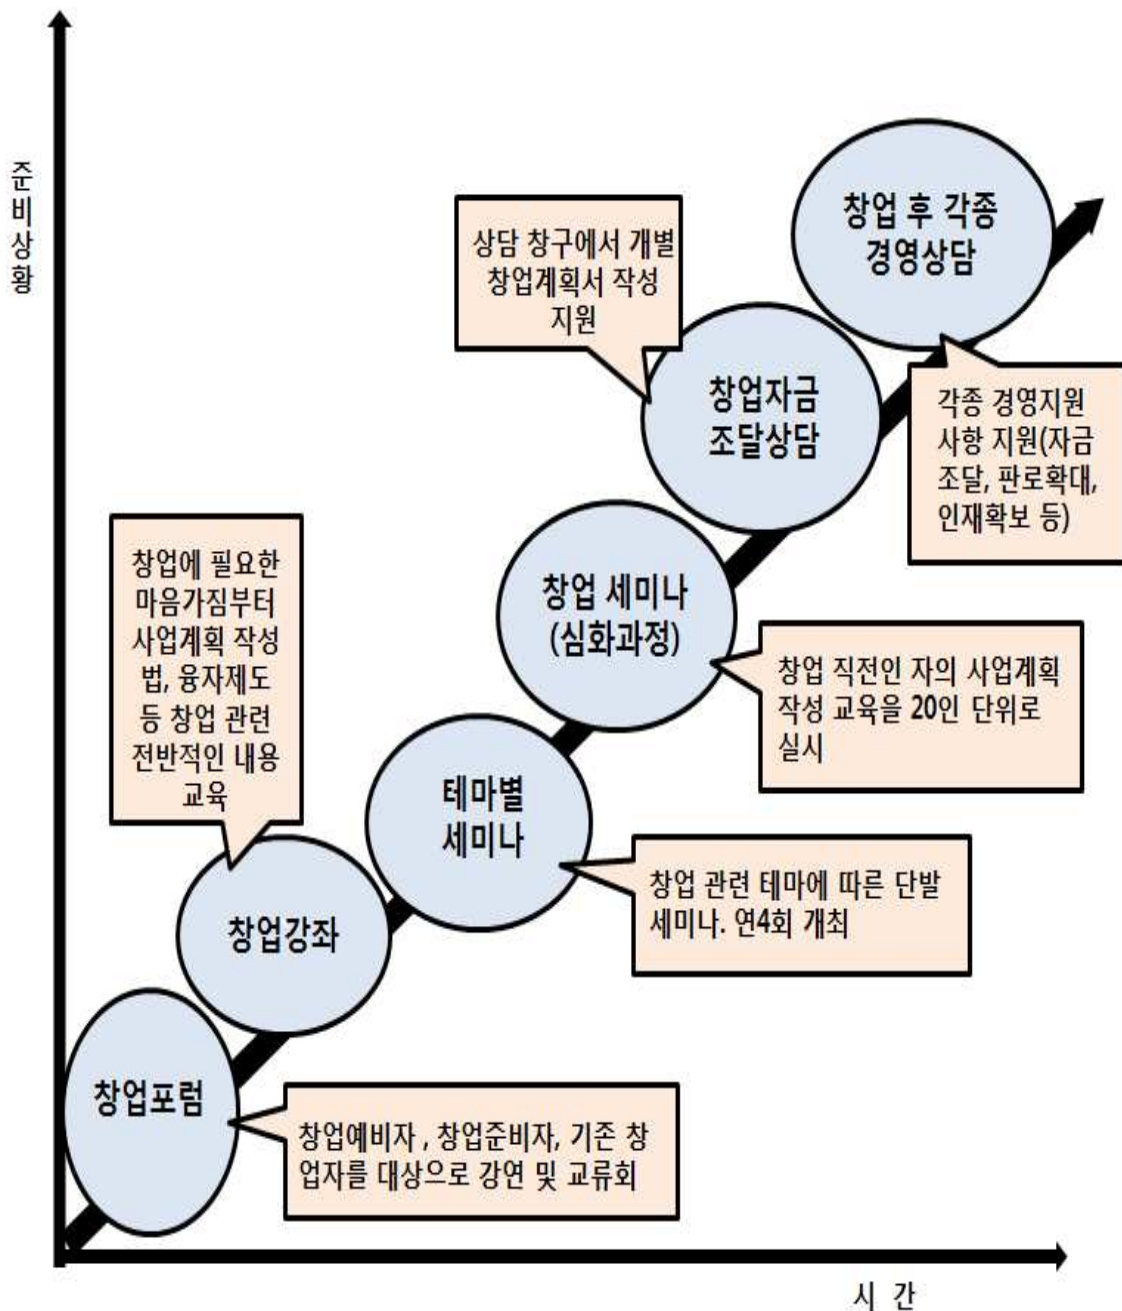 준
비
상
황
창업 후 각종
경영상담
상담 창구에서 개별
창업계획서 작성
지원
창업자금
조달상담
각종 경영지원
사항 지원(자금
조달, 판로확대,
인재확보 등)
창업에 필요한
마음가짐부터
사업계획 작성
법, 융자제도
등 창업 관련
전반적인 내용
교육
창업 세미나
(심화과정)
창업 직전인 자의 사업계획
작성 교육을 20인 단위로
실시
테마별
세미나
창업 관련 테마에 따른 단발
세미나. 연4회 개최
창업강좌
창업포럼
창업예비자 , 창업준비자, 기존 창
업자를 대상으로 강연 및 교류회
시 간